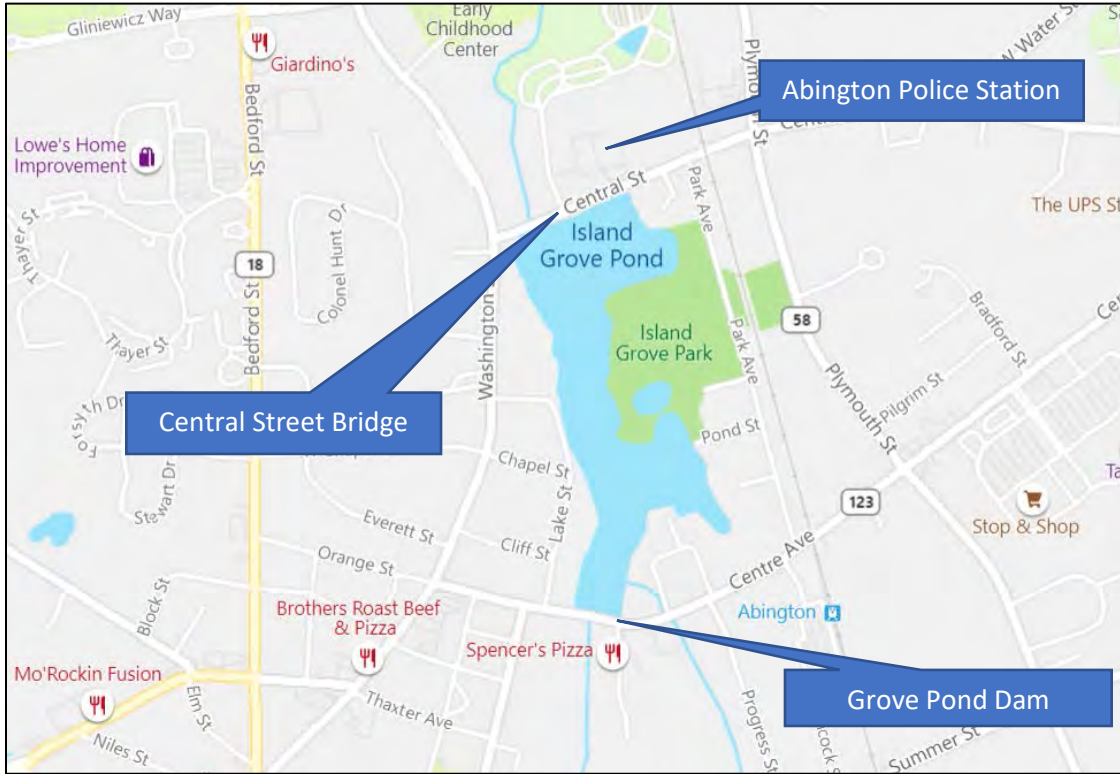 Gliniewicz Way
Early
Childhood
Center
Giardino's
Bedford St
Plymouth St
W Water St
Abington Police Station
Lowe's Home
Improvement
Central St
Park Ave
The UPS St
Thayer St
Colonel Hunt Dr
Island
Grove Pond
18
Bedford St
Washington
Island
Grove Park
58
Park Ave
Bradford St
Thayer St
Plymouth St
Pilgrim St
Central Street Bridge
Pond St
Chapel St
Stewart Dr
Lake St
123
Stop & Shop
Everett St
Cliff St
Orange St
Centre Ave
Block St
Brothers Roast Beef
& Pizza
Abington
Spencer's Pizza
Mo'Rockin Fusion
Elm St
Thaxter Ave
Grove Pond Dam
Progress St
Niles St
Summer St